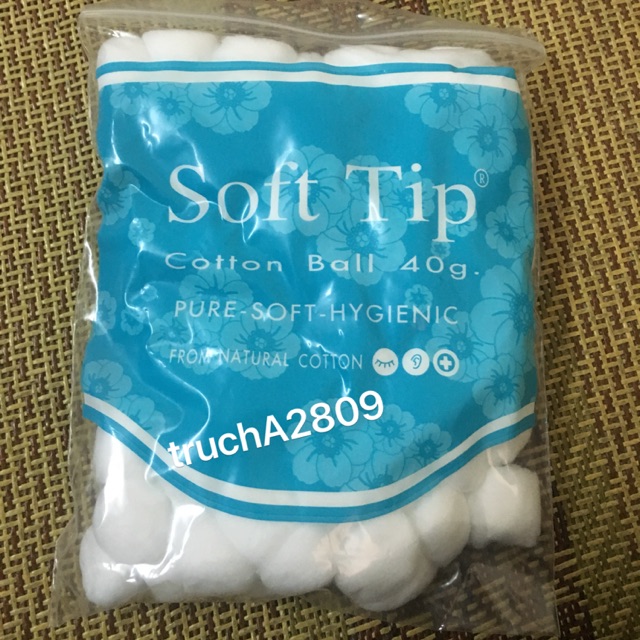 Soft Tip®
Cotton Ball 40g.
PURE-SOFT-HYGIENIC
FROM NATURAL COTTON
truchA2809